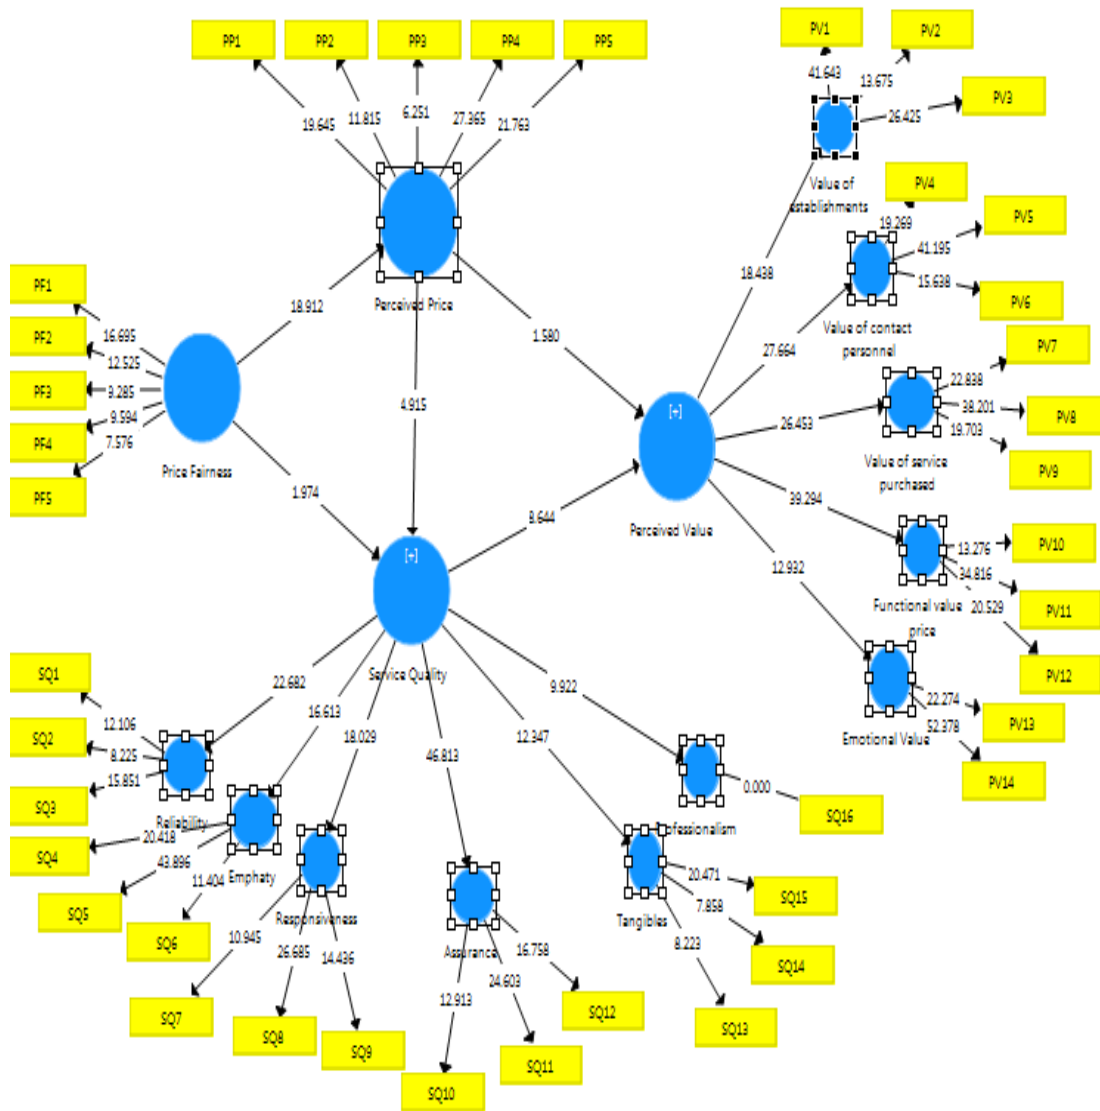 PP1
PP2
PP3
PP4
PP5
19.645
11.815
6.251
27.365
21.763
Perceived Price
PV1
PV2
PV3
41.643
13.675
26.425
Value of
establishments
PV4
PV5
PV6
19.269
41.195
15.638
Value of contact
personnel
PV7
PV8
PV9
22.838
38.201
19.703
Value of service
purchased
PV10
PV11
PV12
13.276
34.816
20.529
Functional value
price
PV13
PV14
22.274
52.378
Emotional Value
18.438
27.664
26.453
39.294
12.932
[+]
Perceived Value
PF1
PF2
PF3
PF4
PF5
16.695
12.525
9.285
9.594
7.576
Price Fairness
18.912
1.580
4.915
1.974
8.644
[+]
Service Quality
22.682
16.613
18.029
46.813
12.347
9.922
SQ1
SQ2
SQ3
12.106
8.225
15.851
Reliability
SQ4
SQ5
SQ6
20.418
43.896
11.404
Emphaty
SQ7
SQ8
SQ9
10.945
26.685
14.436
Responsiveness
SQ10
SQ11
SQ12
12.913
24.603
16.758
Assurance
SQ13
SQ14
SQ15
8.223
7.858
20.471
Tangibles
0.000
SQ16
Professionalism